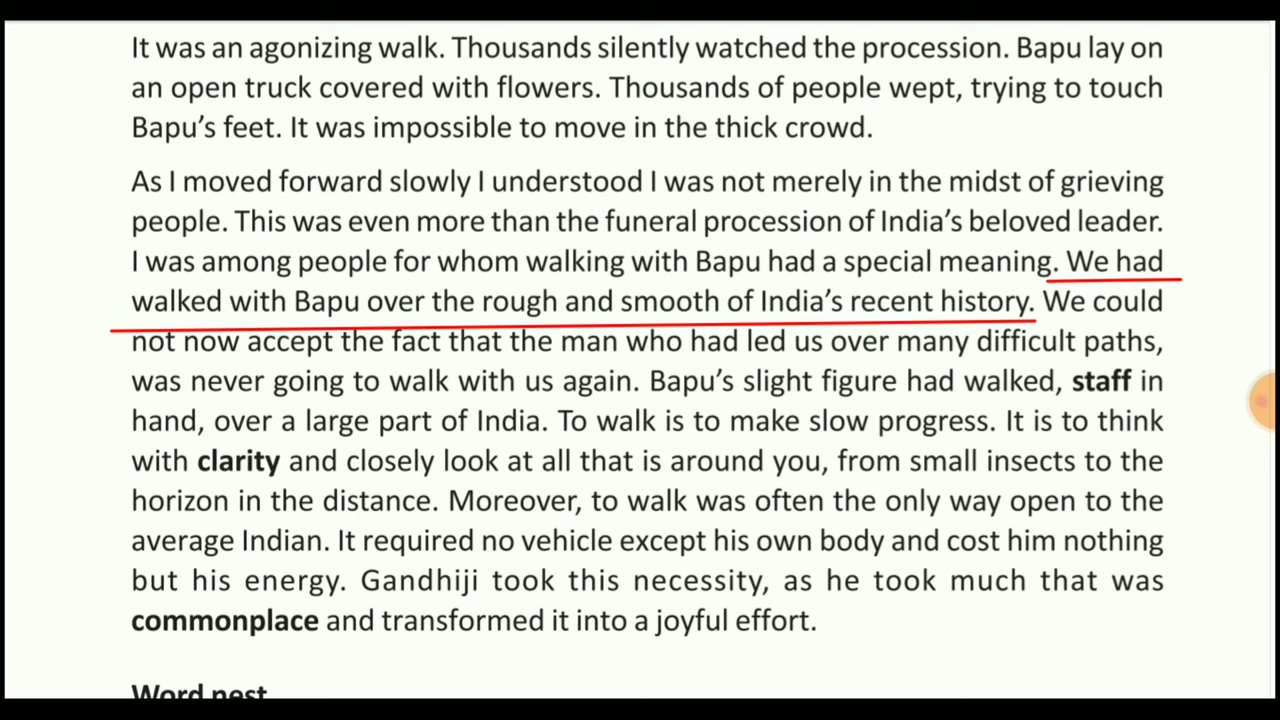 It was an agonizing walk. Thousands silently watched the procession. Bapu lay on
an open truck covered with flowers. Thousands of people wept, trying to touch
Bapu’s feet. It was impossible to move in the thick crowd.
As I moved forward slowly I understood I was not merely in the midst of grieving
people. This was even more than the funeral procession of India’s beloved leader.
I was among people for whom walking with Bapu had a special meaning. We had
walked with Bapu over the rough and smooth of India’s recent history. We could
not now accept the fact that the man who had led us over many difficult paths,
was never going to walk with us again. Bapu’s slight figure had walked, staff in
hand, over a large part of India. To walk is to make slow progress. It is to think
with clarity and closely look at all that is around you, from small insects to the
horizon in the distance. Moreover, to walk was often the only way open to the
average Indian. It required no vehicle except his own body and cost him nothing
but his energy. Gandhiji took this necessity, as he took much that was
commonplace and transformed it into a joyful effort.
Word nest